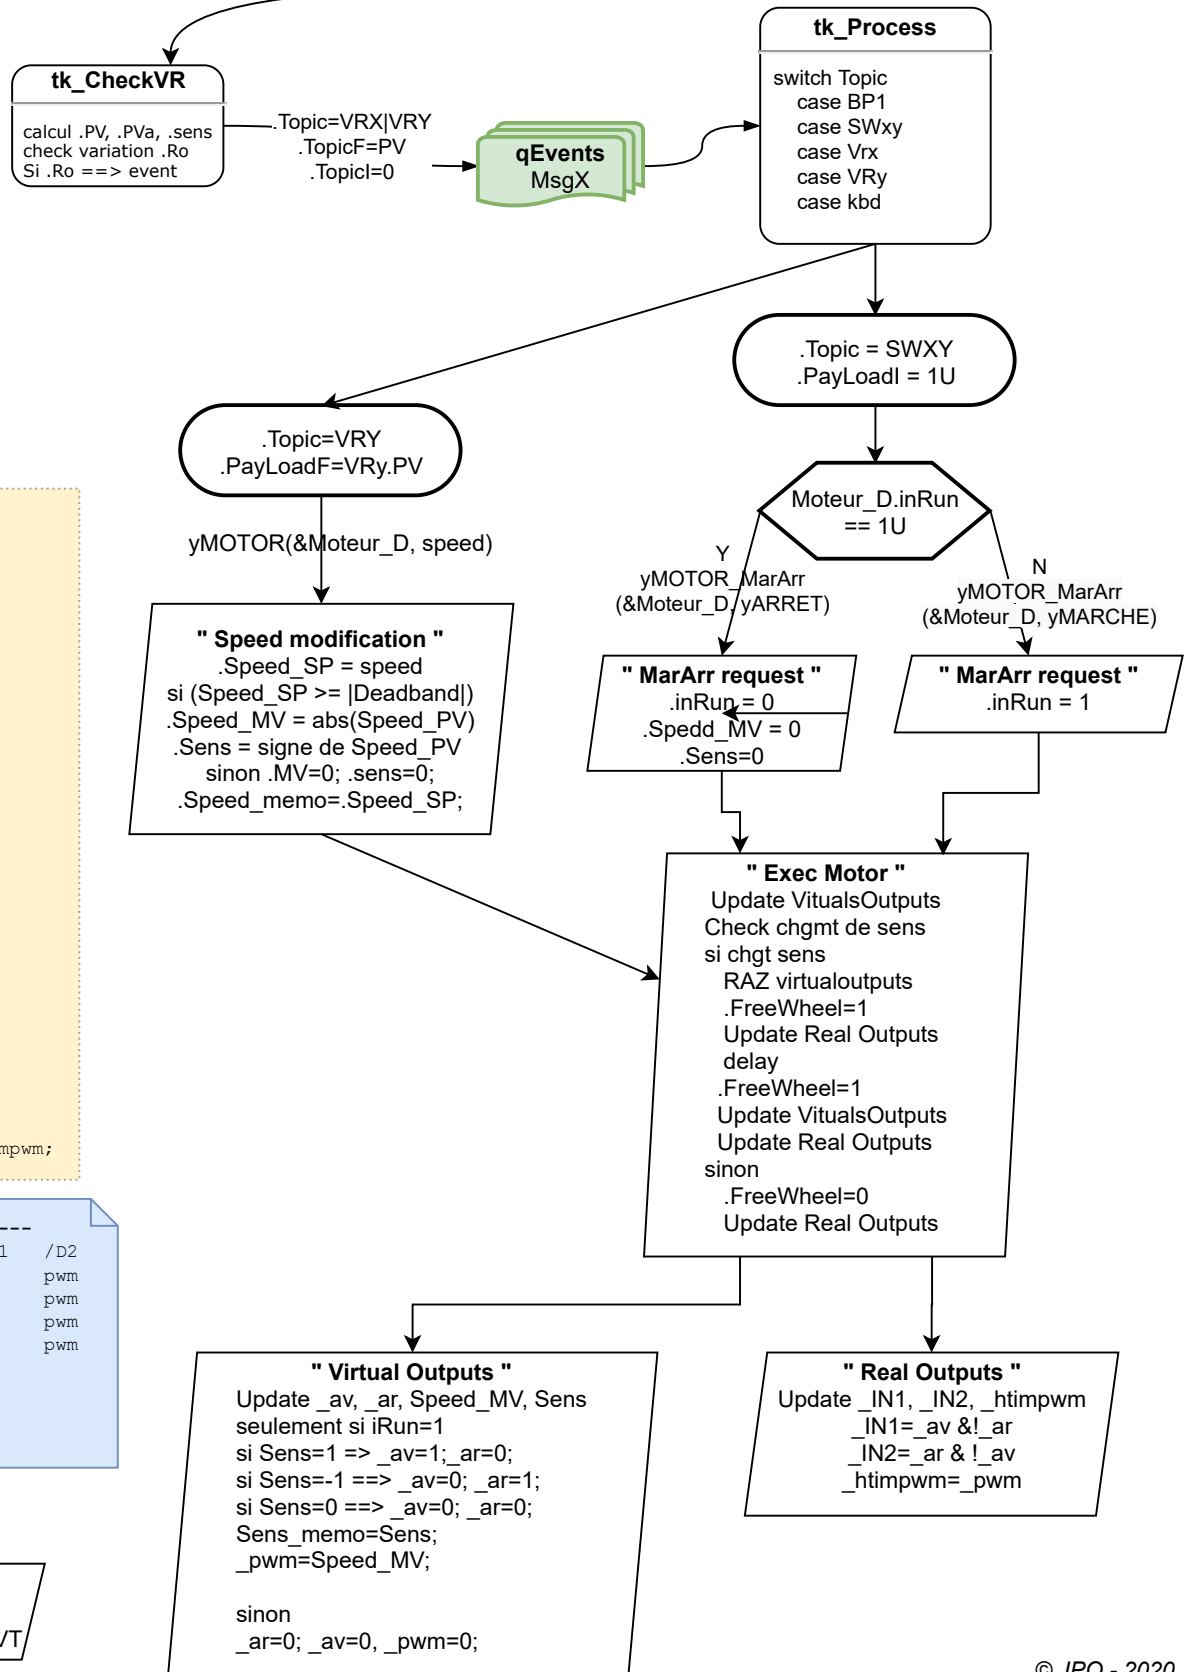 tk_Process
switch Topic
case BP1
case SWxy
case Vrx
case VRy
case kbd
tk_CheckVR
calcul .PV, .PVa, .sens
check variation .Ro
Si .Ro ==> event
.Topic=VRX|VRY
.TopicF=PV
.TopicI=0
qEvents
MsgX
.Topic = SWXY
.PayLoadI = 1U
.Topic=VRY
.PayLoadF=VRy.PV
Moteur_D.inRun
== 1U
yMOTOR(&Moteur_D, speed)
Y
yMOTOR_MarArr
(&Moteur_D, yARRET)
N
yMOTOR_MarArr
(&Moteur_D, yMARCHE)
" Speed modification "
.Speed_SP = speed
si (Speed_SP >= |Deadband|)
.Speed_MV = abs(Speed_PV)
.Sens = signe de Speed_PV
sinon .MV=0; .sens=0;
.Speed_memo=.Speed_SP;
" MarArr request "
.inRun = 0
.Spedd_MV = 0
.Sens=0
" MarArr request "
.inRun = 1
" Exec Motor "
Update VitualsOutputs
Check chgmt de sens
si chgt sens
RAZ virtualoutputs
.FreeWheel=1
Update Real Outputs
delay
.FreeWheel=1
Update VitualsOutputs
Update Real Outputs
sinon
.FreeWheel=0
Update Real Outputs
mpwm;
---
1 /D2
pwm
pwm
pwm
pwm
" Virtual Outputs "
Update _av, _ar, Speed_MV, Sens
seulement si iRun=1
si Sens=1 => _av=1;_ar=0;
si Sens=-1 ==> _av=0; _ar=1;
si Sens=0 ==> _av=0; _ar=0;
Sens_memo=Sens;
_pwm=Speed_MV;
sinon
_ar=0; _av=0, _pwm=0;
" Real Outputs "
Update _IN1, _IN2, _htimpwm
_IN1=_av &!_ar
_IN2=_ar & !_av
_htimpwm=_pwm
VT
© JPO - 2020